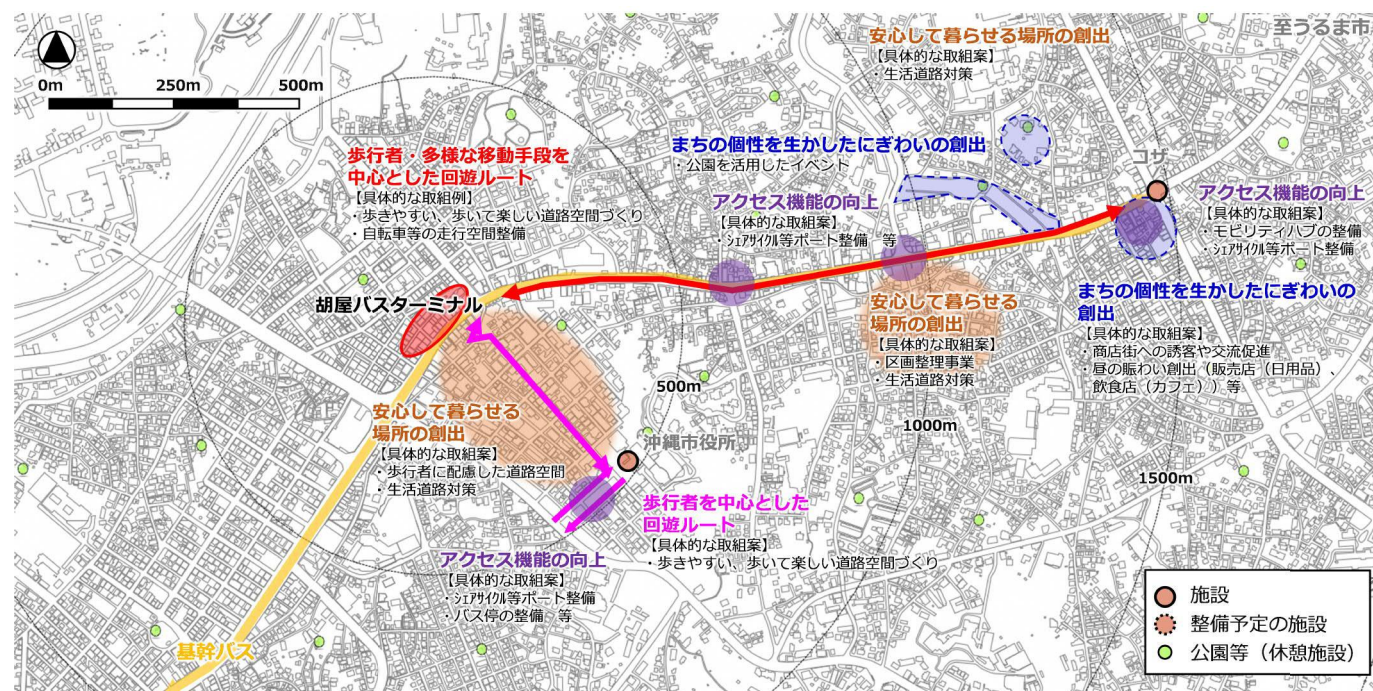 0m 250m 500m
安心して暮らせる場所の創出
【具体的な取組案】
・生活道路対策
至うるま市
歩行者・多様な移動手段を
中心とした回遊ルート
【具体的な取組例】
・歩きやすい、歩いて楽しい道路空間づくり
・自転車等の走行空間整備
まちの個性を生かしたにぎわいの創出
・公園を活用したイベント
コザ
アクセス機能の向上
【具体的な取組案】
・ｼｪｱｻｲｸﾙ等ポート整備 等
アクセス機能の向上
【具体的な取組案】
・モビリティハブの整備
・ｼｪｱｻｲｸﾙ等ポート整備
胡屋バスターミナル
安心して暮らせる
場所の創出
【具体的な取組案】
・区画整理事業
・生活道路対策
まちの個性を生かしたにぎわいの
創出
【具体的な取組案】
・商店街への誘客や交流促進
・昼の賑わい創出（販売店（日用品）、
飲食店（カフェ））等
500m
1000m
1500m
安心して暮らせる
場所の創出
【具体的な取組案】
・歩行者に配慮した道路空間
・生活道路対策
沖縄市役所
歩行者を中心とした
回遊ルート
【具体的な取組案】
・歩きやすい、歩いて楽しい道路空間づくり
アクセス機能の向上
【具体的な取組案】
・ｼｪｱｻｲｸﾙ等ポート整備
・バス停の整備 等
基幹バス
施設
整備予定の施設
公園等（休憩施設）